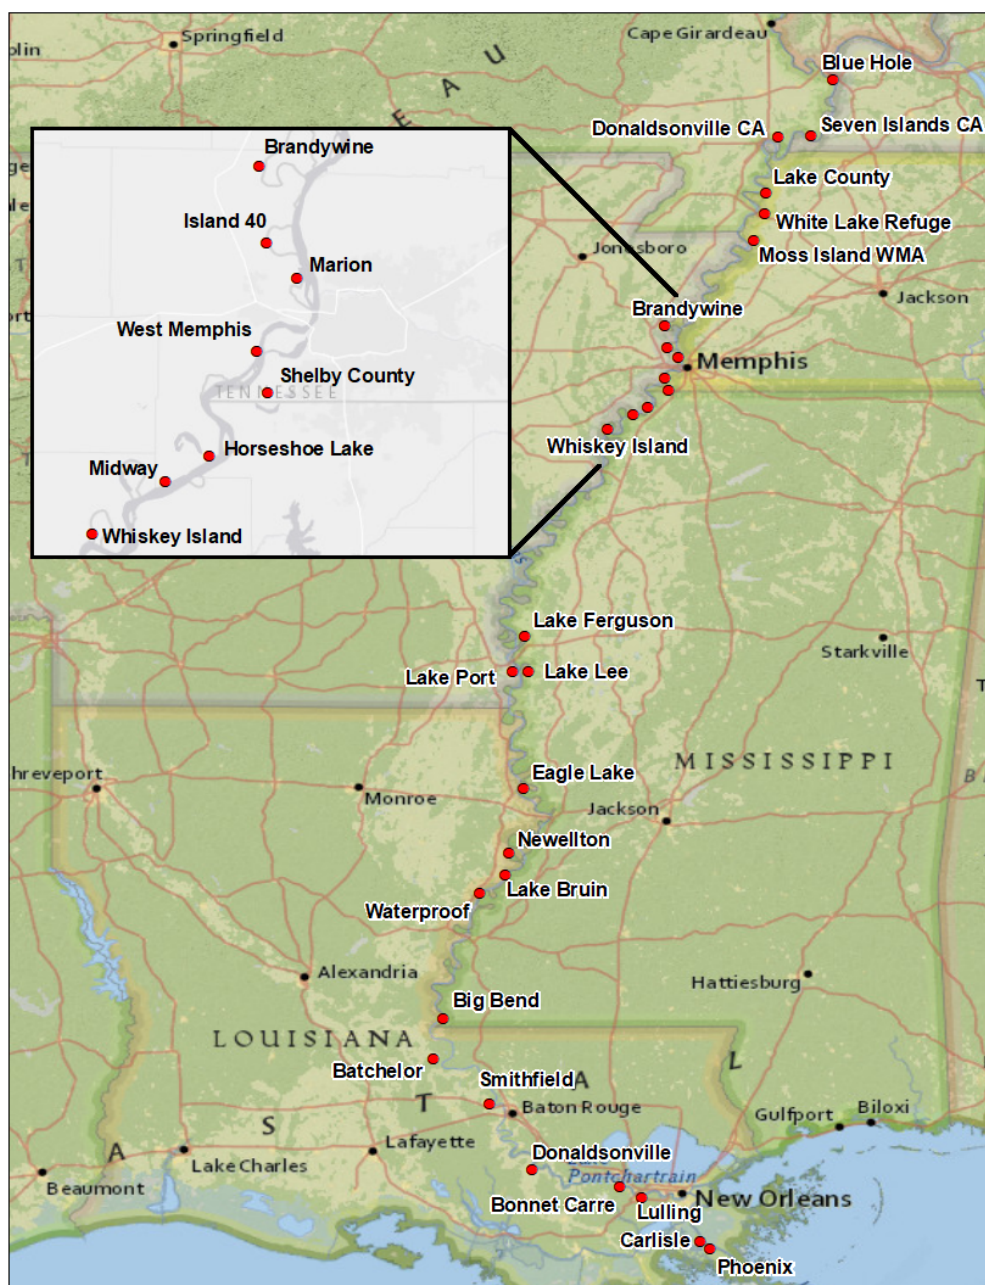 Cape Girardeau
Springfield
plin
Blue Hole
E A U
Donaldsonville CA
Seven Islands CA
Brandywine
Lake County
Island 40
White Lake Refuge
Jonesboro
Moss Island WMA
Marion
Jackson
Brandywine
West Memphis
Memphis
Shelby County
TENNESSEE
Horseshoe Lake
Whiskey Island
Midway
Whiskey Island
Lake Ferguson
Starkville
Lake Port
Lake Lee
MISSISSIPPI
Eagle Lake
hreveport
Monroe
Jackson
Newellton
Lake Bruin
Waterproof
Alexandria
Hattiesburg
Big Bend
LOUISIANA
Batchelor
Smithfield
Baton Rouge
Gulfport
Biloxi
A S T A L
Lafayette
Lake Charles
Donaldsonville
Pontchartrain
Beaumont
Bonnet Carre
New Orleans
Lulling
Carlisle
Phoenix